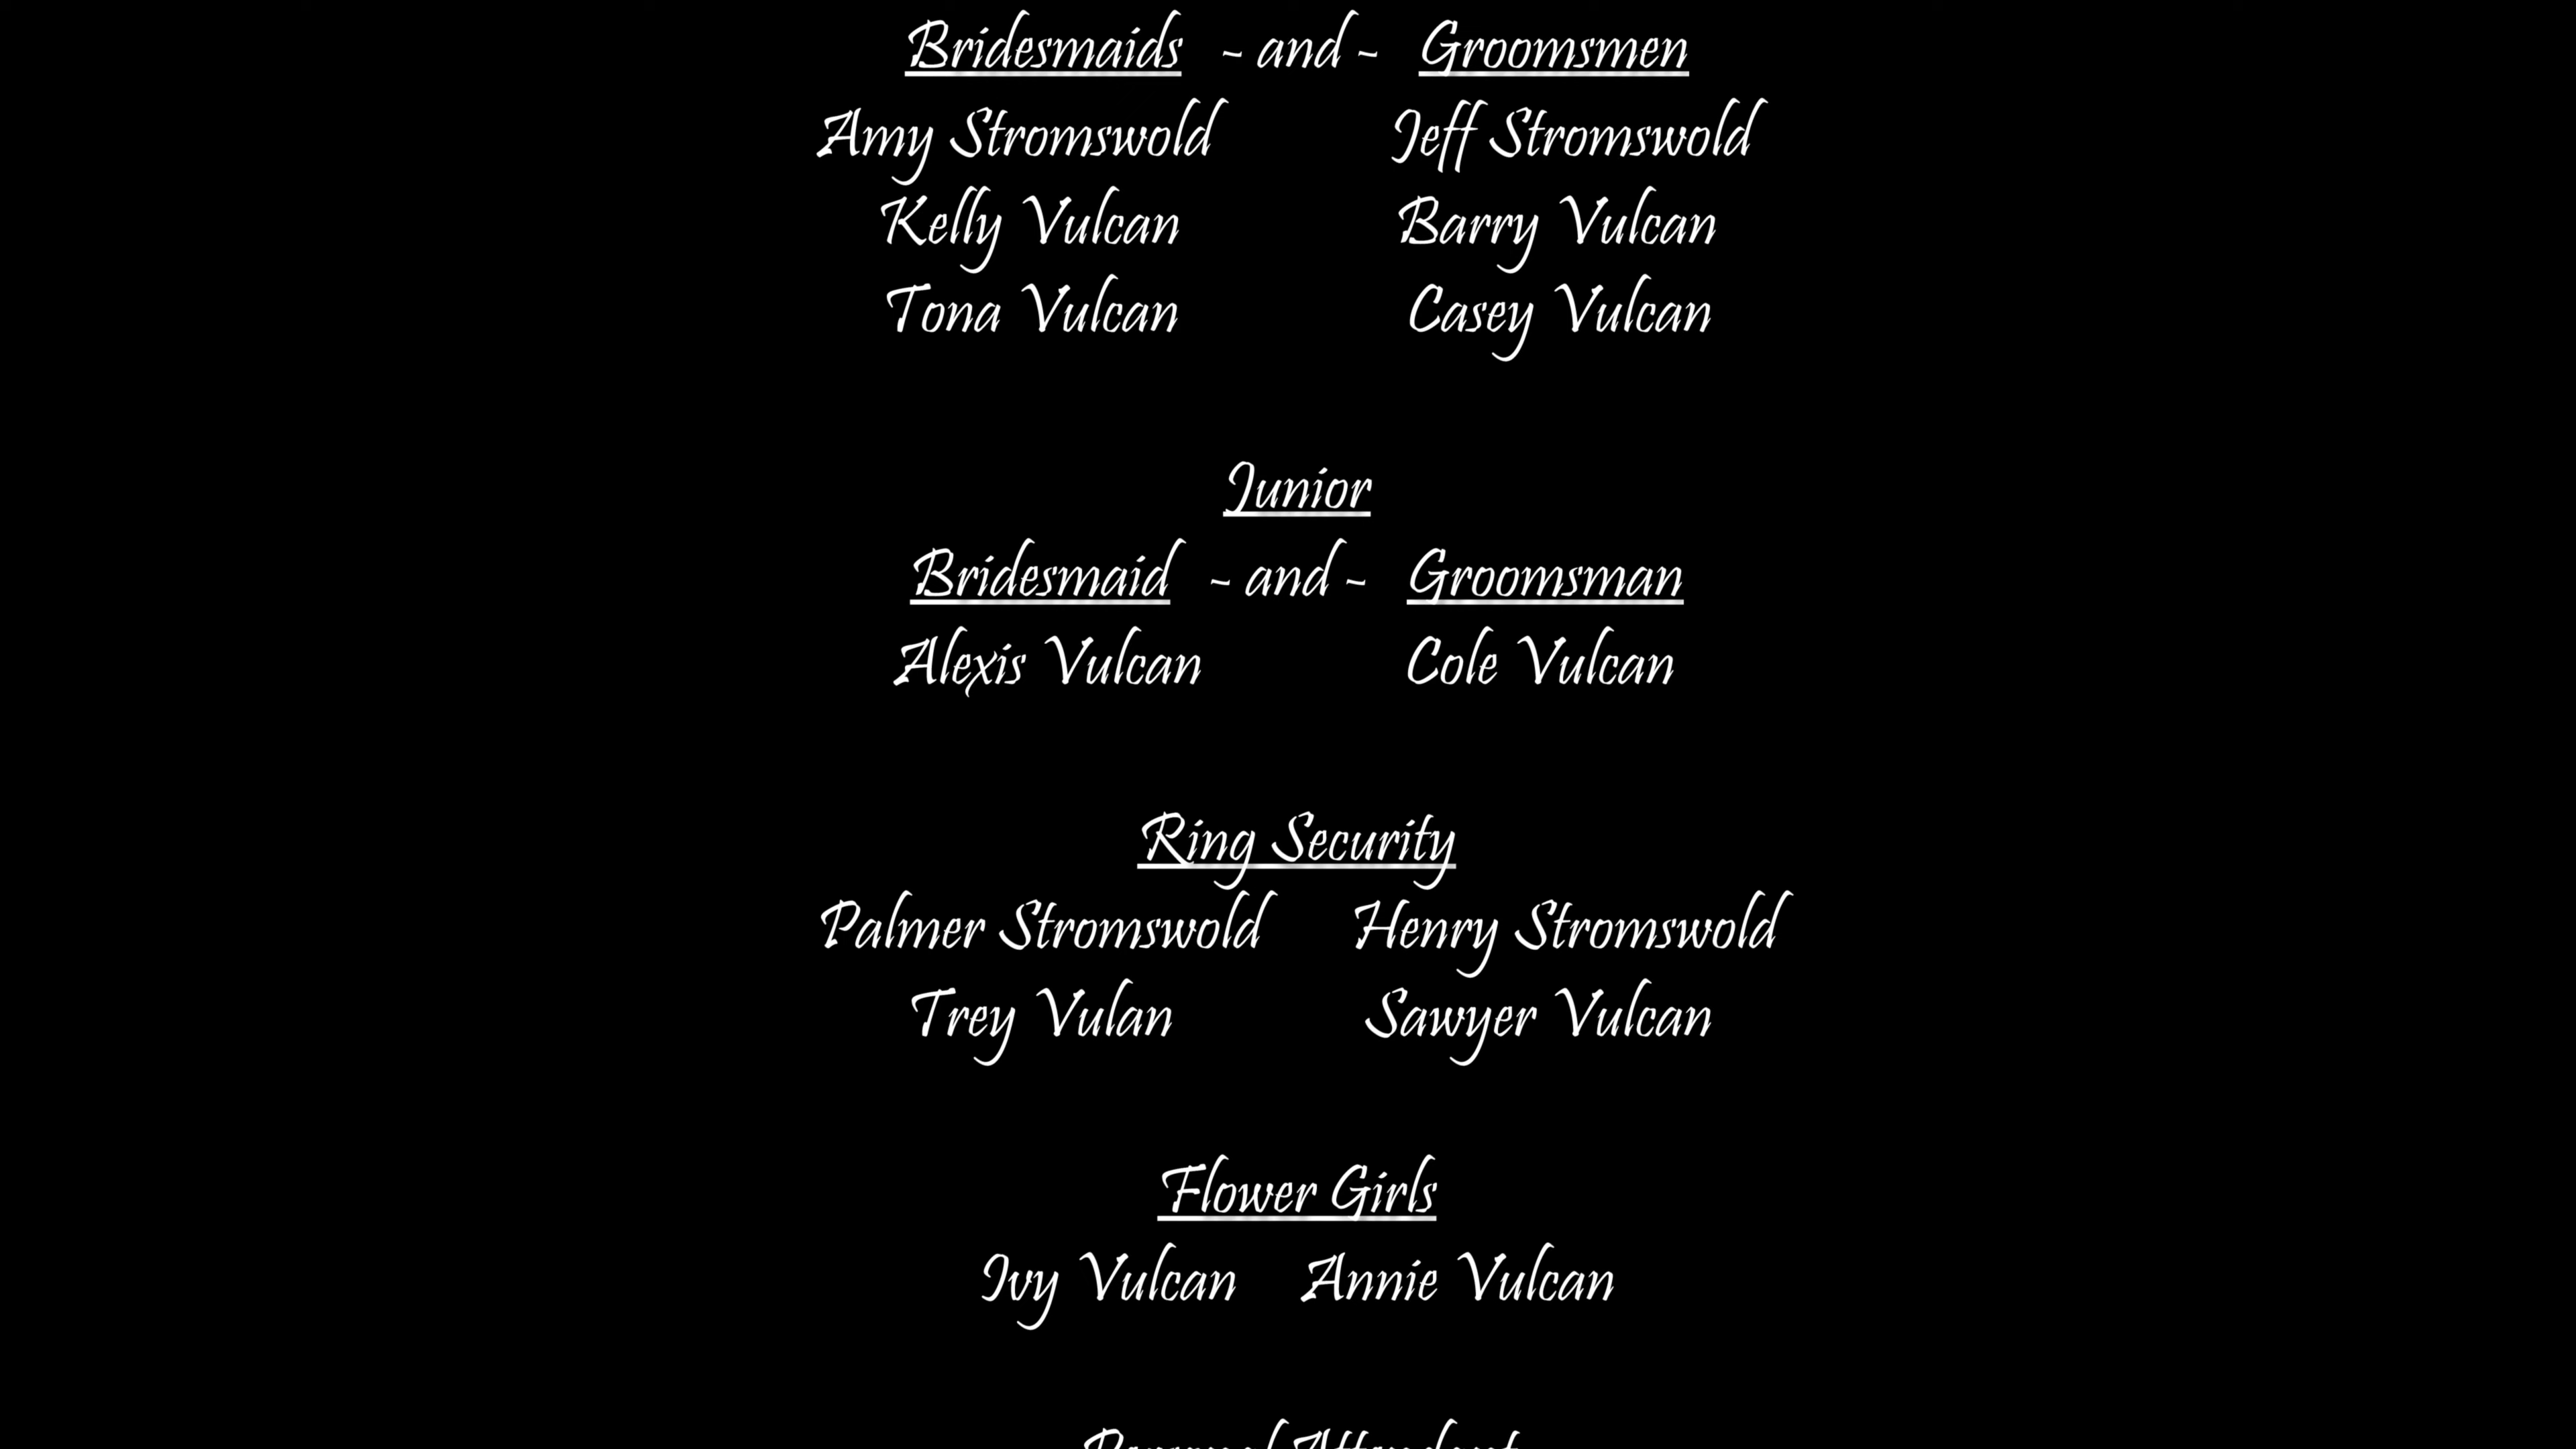 Bridesmaids - and - Groomsmen
Amy Stromswold Jeff Stromswold
Kelly Vulcan Barry Vulcan
Tona Vulcan Casey Vulcan
Junior
Bridesmaid - and - Groomsman
Alexis Vulcan Cole Vulcan
Ring Security
Palmer Stromswold Henry Stromswold
Trey Vulan Sawyer Vulcan
Flower Girls
Ivy Vulcan Annie Vulcan
Personal Attendant